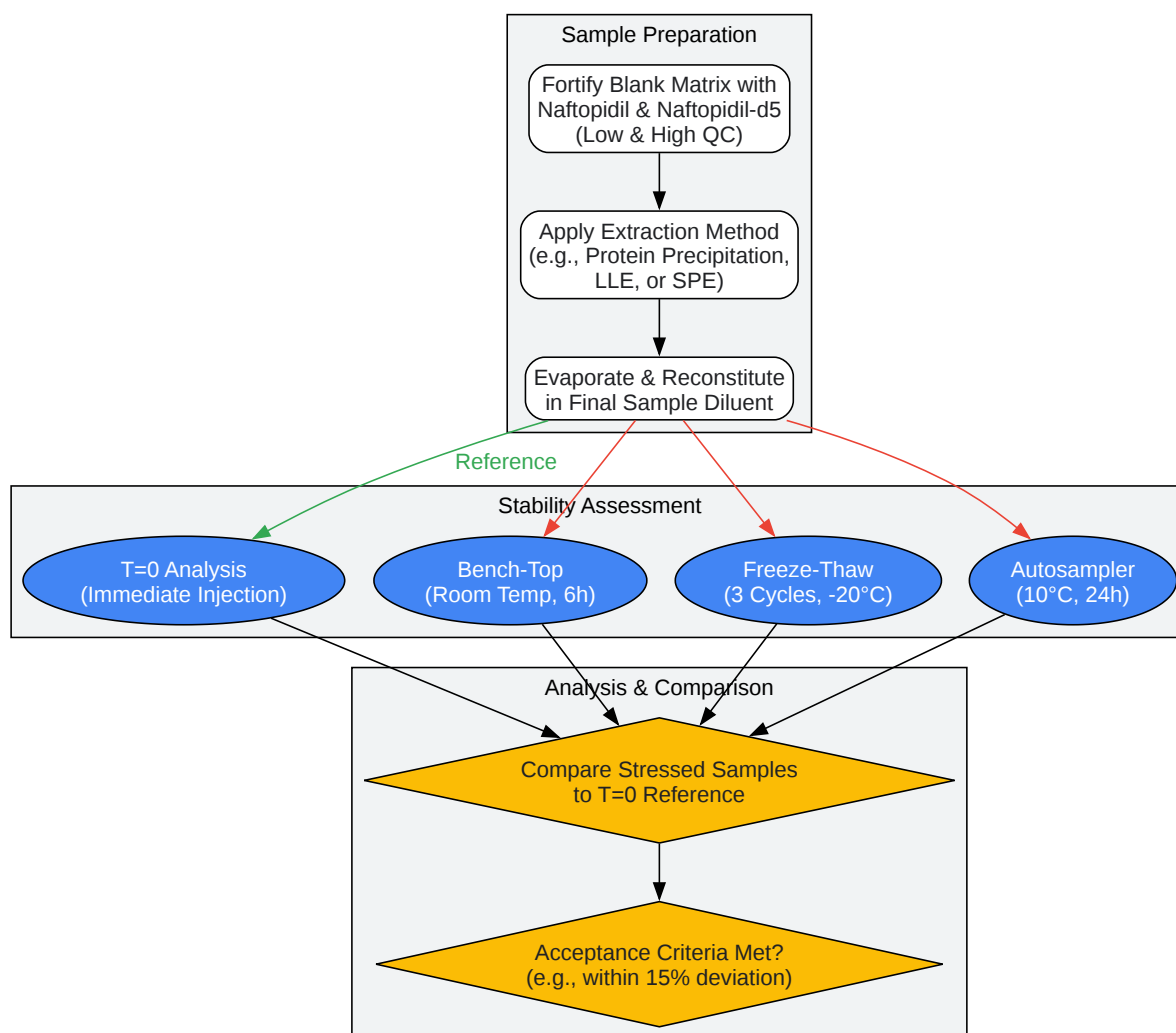 Sample Preparation
Fortify Blank Matrix with
Naftopidil & Naftopidil-d5
(Low & High QC)
Apply Extraction Method
(e.g., Protein Precipitation,
LLE, or SPE)
Evaporate & Reconstitute
in Final Sample Diluent
Reference
Stability Assessment
T=0 Analysis
(Immediate Injection)
Bench-Top
(Room Temp, 6h)
Freeze-Thaw
(3 Cycles, -20°C)
Autosampler
(10°C, 24h)
Analysis & Comparison
Compare Stressed Samples
to T=0 Reference
Acceptance Criteria Met?
(e.g., within 15% deviation)